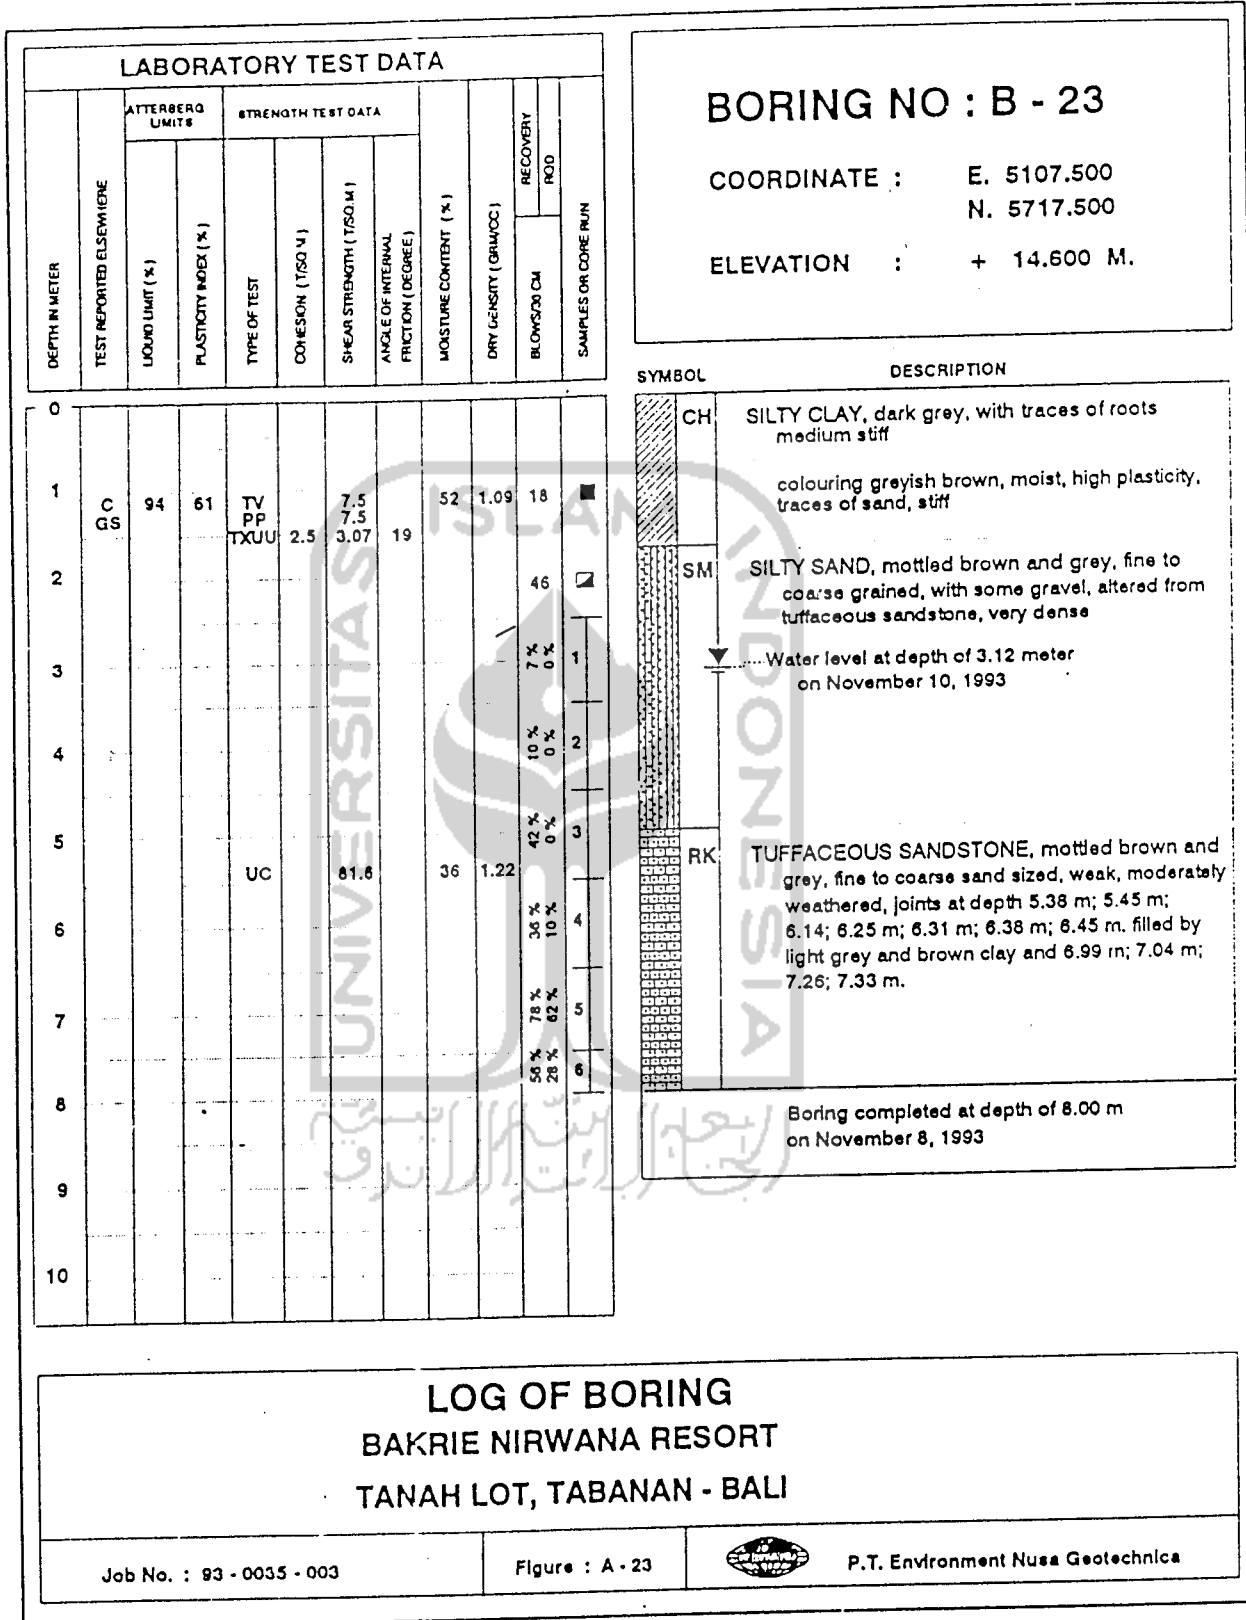 LABORATORY TEST DATA
DEPTH IN METER
TEST REPORTED ELSEWHERE
ATTERBERG LIMITS
LIQUID LIMIT ( % )
PLASTICITY INDEX ( % )
STRENGTH TEST DATA
TYPE OF TEST
COHESION ( T/SQ M )
SHEAR STRENGTH ( T/SQ.M )
ANGLE OF INTERNAL
FRICTION ( DEGREE )
MOISTURE CONTENT ( % )
DRY DENSITY ( GRM/CC )
RECOVERY
RQD
BLOWS/30 CM
SAMPLES OR CORE RUN
BORING NO : B - 23
COORDINATE : E. 5107.500
N. 5717.500
ELEVATION : + 14.600 M.
SYMBOL DESCRIPTION
0
1 C 94 61 TV 7.5 52 1.09 18
GS PP 7.5
TXUU 2.5 3.07 19
2 46
3 7 % 0 % 1
4 10 % 0 % 2
5 42 % 0 % 3
UC 81.6 36 1.22
6 36 % 10 % 4
7 78 % 62 % 5
56 % 28 % 6
8
9
10
CH SILTY CLAY, dark grey, with traces of roots
medium stiff
colouring greyish brown, moist, high plasticity,
traces of sand, stiff
SM SILTY SAND, mottled brown and grey, fine to
coarse grained, with some gravel, altered from
tuffaceous sandstone, very dense
Water level at depth of 3.12 meter
on November 10, 1993
RK TUFFACEOUS SANDSTONE, mottled brown and
grey, fine to coarse sand sized, weak, moderately
weathered, joints at depth 5.38 m; 5.45 m;
6.14; 6.25 m; 6.31 m; 6.38 m; 6.45 m. filled by
light grey and brown clay and 6.99 m; 7.04 m;
7.26; 7.33 m.
Boring completed at depth of 8.00 m
on November 8, 1993
UNIVERSITAS
ISLAM
INDONESIA
LOG OF BORING
BAKRIE NIRWANA RESORT
TANAH LOT, TABANAN - BALI
Job No. : 93 - 0035 - 003
Figure : A - 23
P.T. Environment Nusa Geotechnica